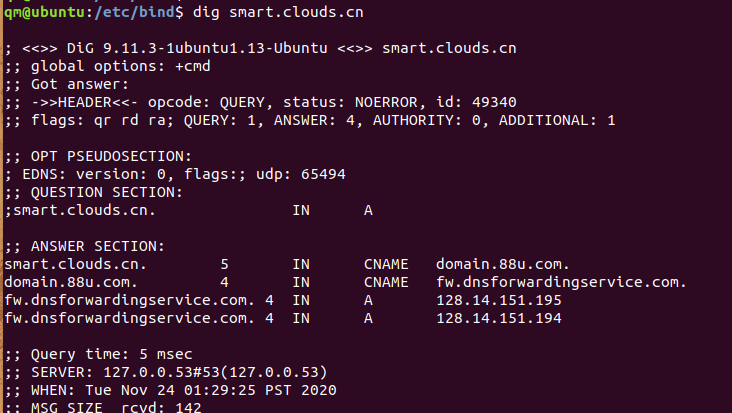 qm@ubuntu:/etc/bind$ dig smart.clouds.cn
; <<>> DiG 9.11.3-1ubuntu1.13-Ubuntu <<>> smart.clouds.cn
;; global options: +cmd
;; Got answer:
;; ->>HEADER<<- opcode: QUERY, status: NOERROR, id: 49340
;; flags: qr rd ra; QUERY: 1, ANSWER: 4, AUTHORITY: 0, ADDITIONAL: 1
;; OPT PSEUDOSECTION:
; EDNS: version: 0, flags:; udp: 65494
;; QUESTION SECTION:
;smart.clouds.cn. IN A
;; ANSWER SECTION:
smart.clouds.cn. 5 IN CNAME domain.88u.com.
domain.88u.com. 4 IN CNAME fw.dnsforwardingservice.com.
fw.dnsforwardingservice.com. 4 IN A 128.14.151.195
fw.dnsforwardingservice.com. 4 IN A 128.14.151.194
;; Query time: 5 msec
;; SERVER: 127.0.0.53#53(127.0.0.53)
;; WHEN: Tue Nov 24 01:29:25 PST 2020
;; MSG SIZE rcvd: 142